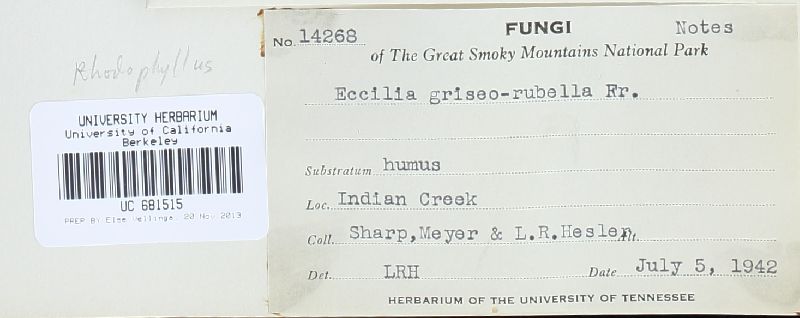 Rhodophyllus
UNIVERSITY HERBARIUM
University of California
Berkeley
UC 681515
PREP BY Else Vellinga, 20 Nov 2013
FUNGI Notes
No. 14268
of The Great Smoky Mountains National Park
Eccilia griseo-rubella Fr.
Substratum humus
Loc. Indian Creek
Coll. Sharp,Meyer & L.R.Hesler Alt.
Det. LRH Date July 5, 1942
HERBARIUM OF THE UNIVERSITY OF TENNESSEE